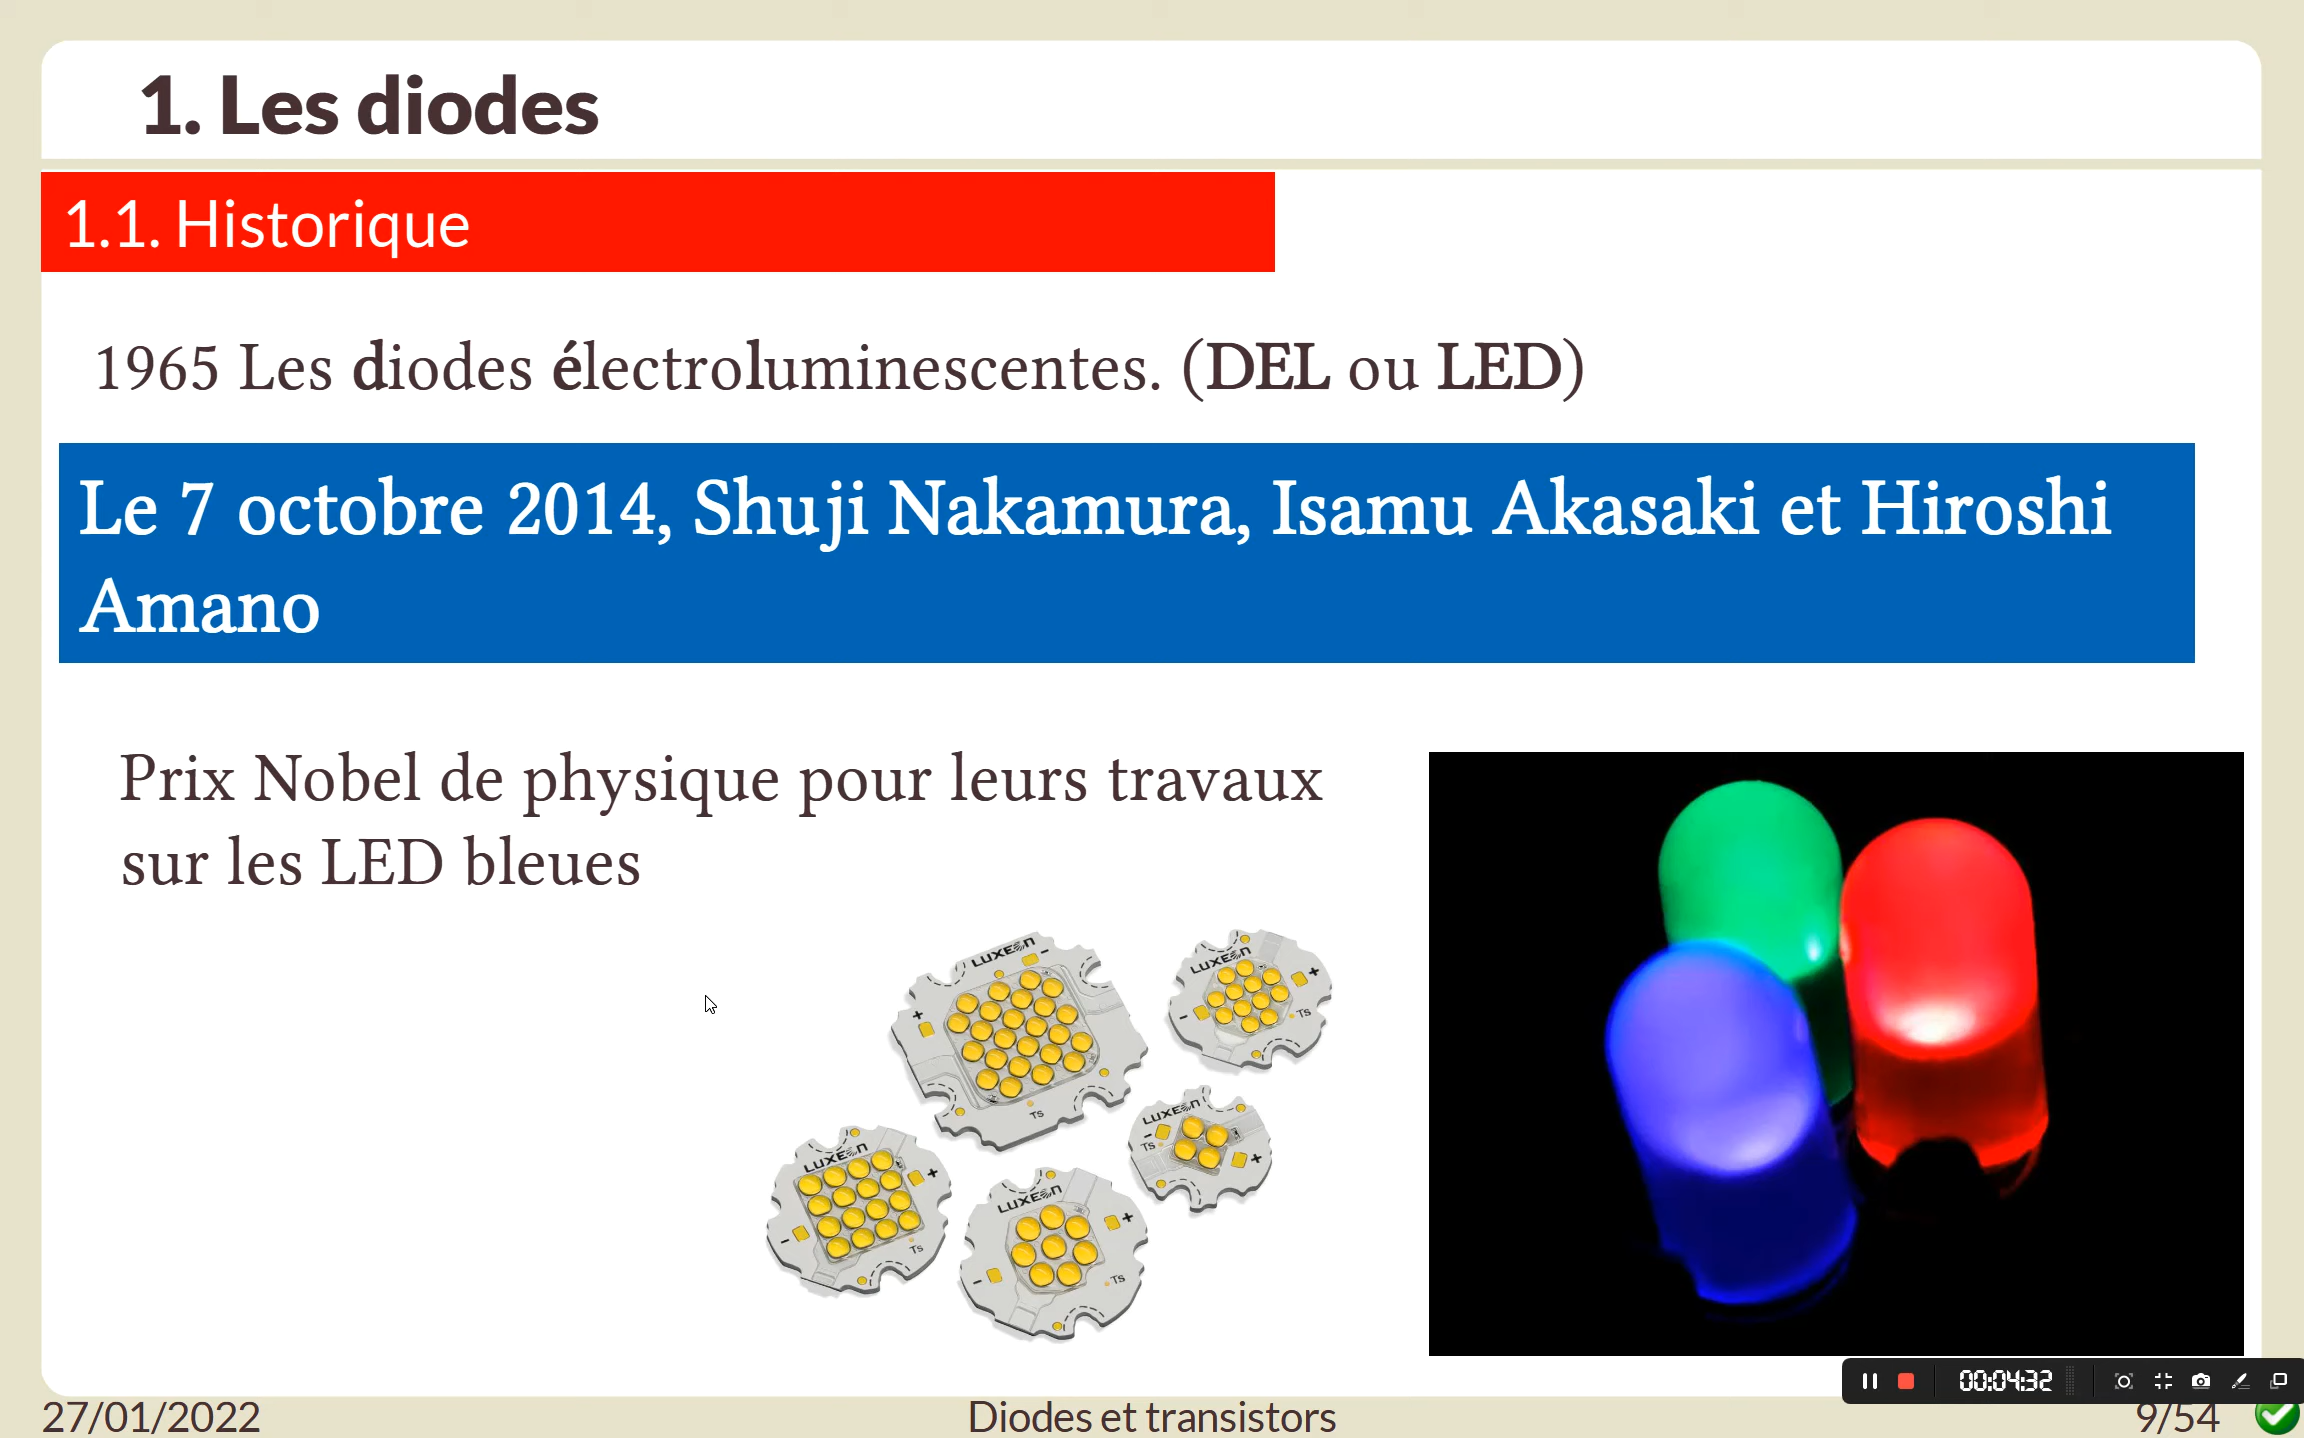 1. Les diodes
1.1. Historique
1965 Les diodes électroluminescentes. (DEL ou LED)
Le 7 octobre 2014, Shuji Nakamura, Isamu Akasaki et Hiroshi
Amano
Prix Nobel de physique pour leurs travaux
sur les LED bleues
LUXEON
+
-
Ts
LUXEON
+
-
Ts
LUXEON
-
Ts
+
LUXEON
+
-
Ts
LUXEON
+
-
Ts
00:04:32
27/01/2022
Diodes et transistors
9/54